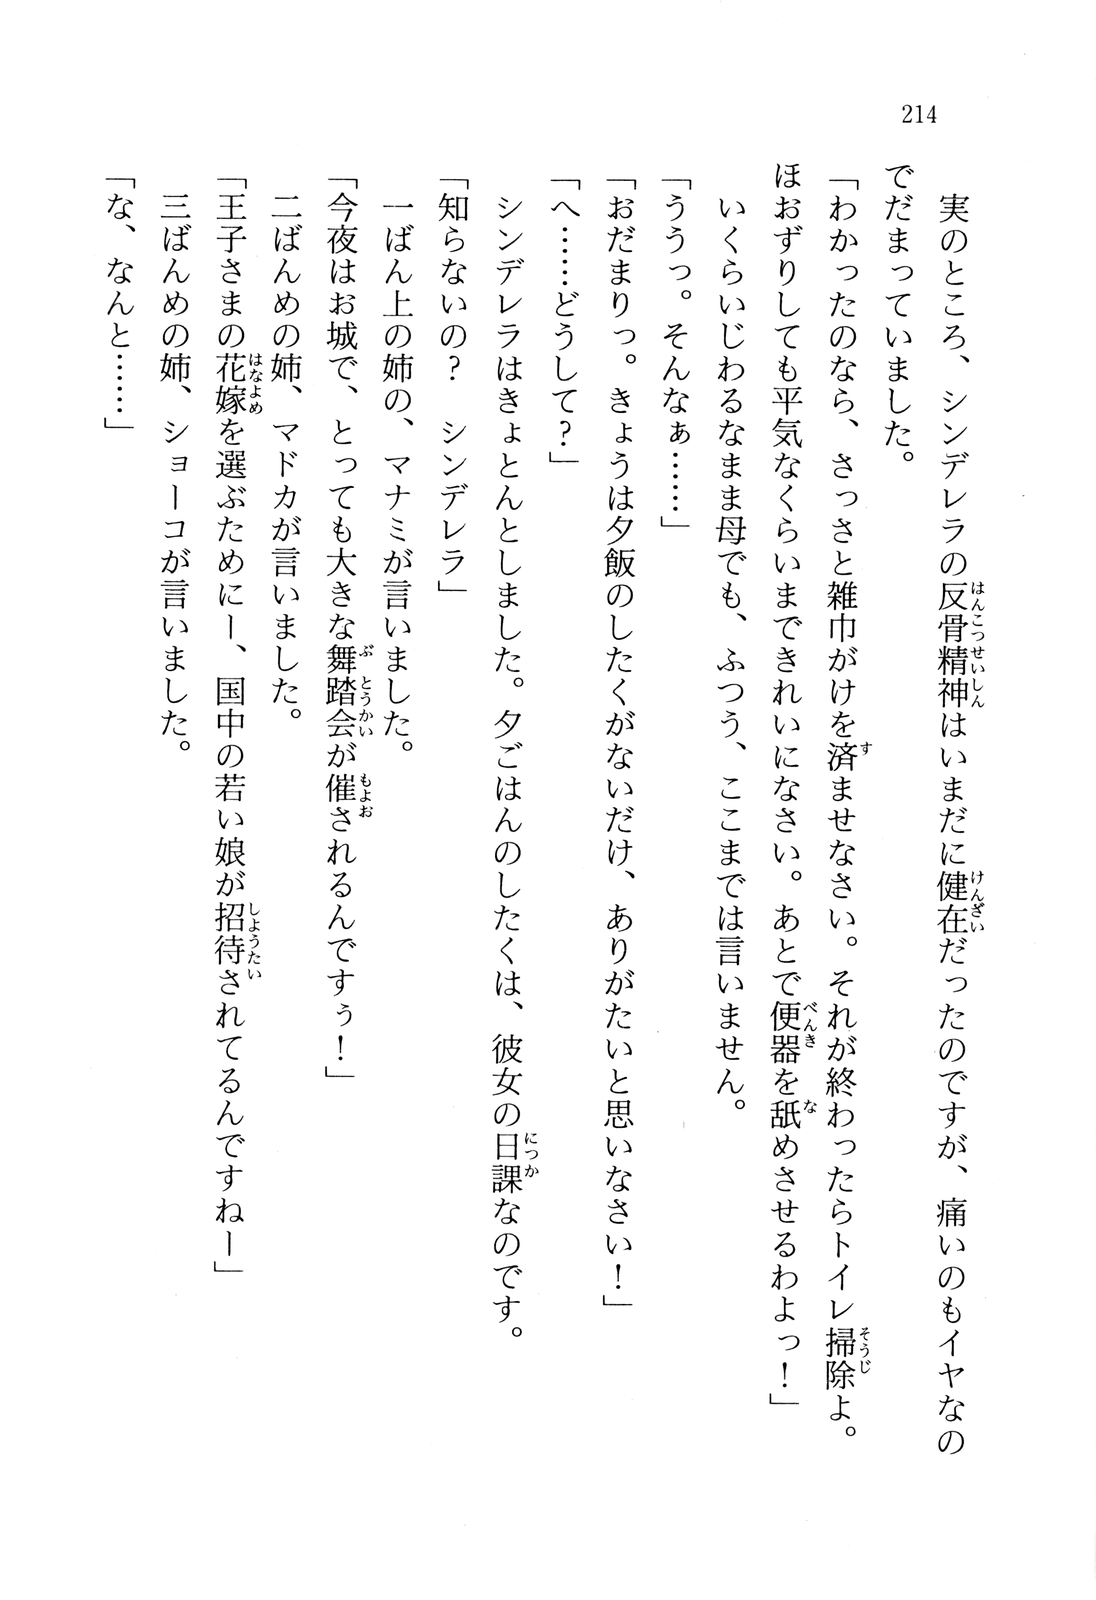 214
実のところ、シンデレラの反骨精神はいまだに健在だったのですが、痛いのもイヤなの
でだまっていました。
「わかったのなら、さっさと雑巾がけを済ませなさい。それが終わったらトイレ掃除よ。
ほおずりしても平気なくらいまできれいになさい。あとで便器を舐めさせるわよっ！」
いくらいじわるなまま母でも、ふつう、ここまでは言いません。
「ううっ。そんなぁ……」
「おだまりっ。きょうは夕飯のしたくがないだけ、ありがたいと思いなさい！」
「へ……どうして？」
シンデレラはきょとんとしました。夕ごはんのしたくは、彼女の日課なのです。
「知らないの？　シンデレラ」
一ばん上の姉の、マナミが言いました。
「今夜はお城で、とっても大きな舞踏会が催されるんですぅ！」
二ばんめの姉、マドカが言いました。
「王子さまの花嫁を選ぶためにー、国中の若い娘が招待されてるんですねー」
三ばんめの姉、ショーコが言いました。
「な、なんと……」